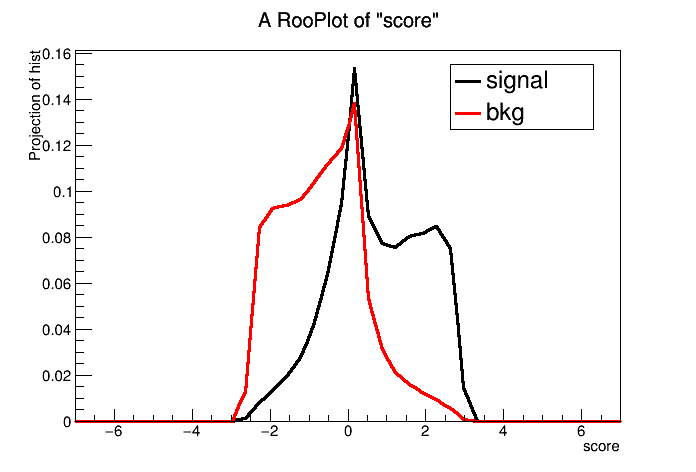 A RooPlot of "score"
Projection of hist
0.16
0.14
0.12
0.1
0.08
0.06
0.04
0.02
0
signal
bkg
−6 −4 −2 0 2 4 6
score